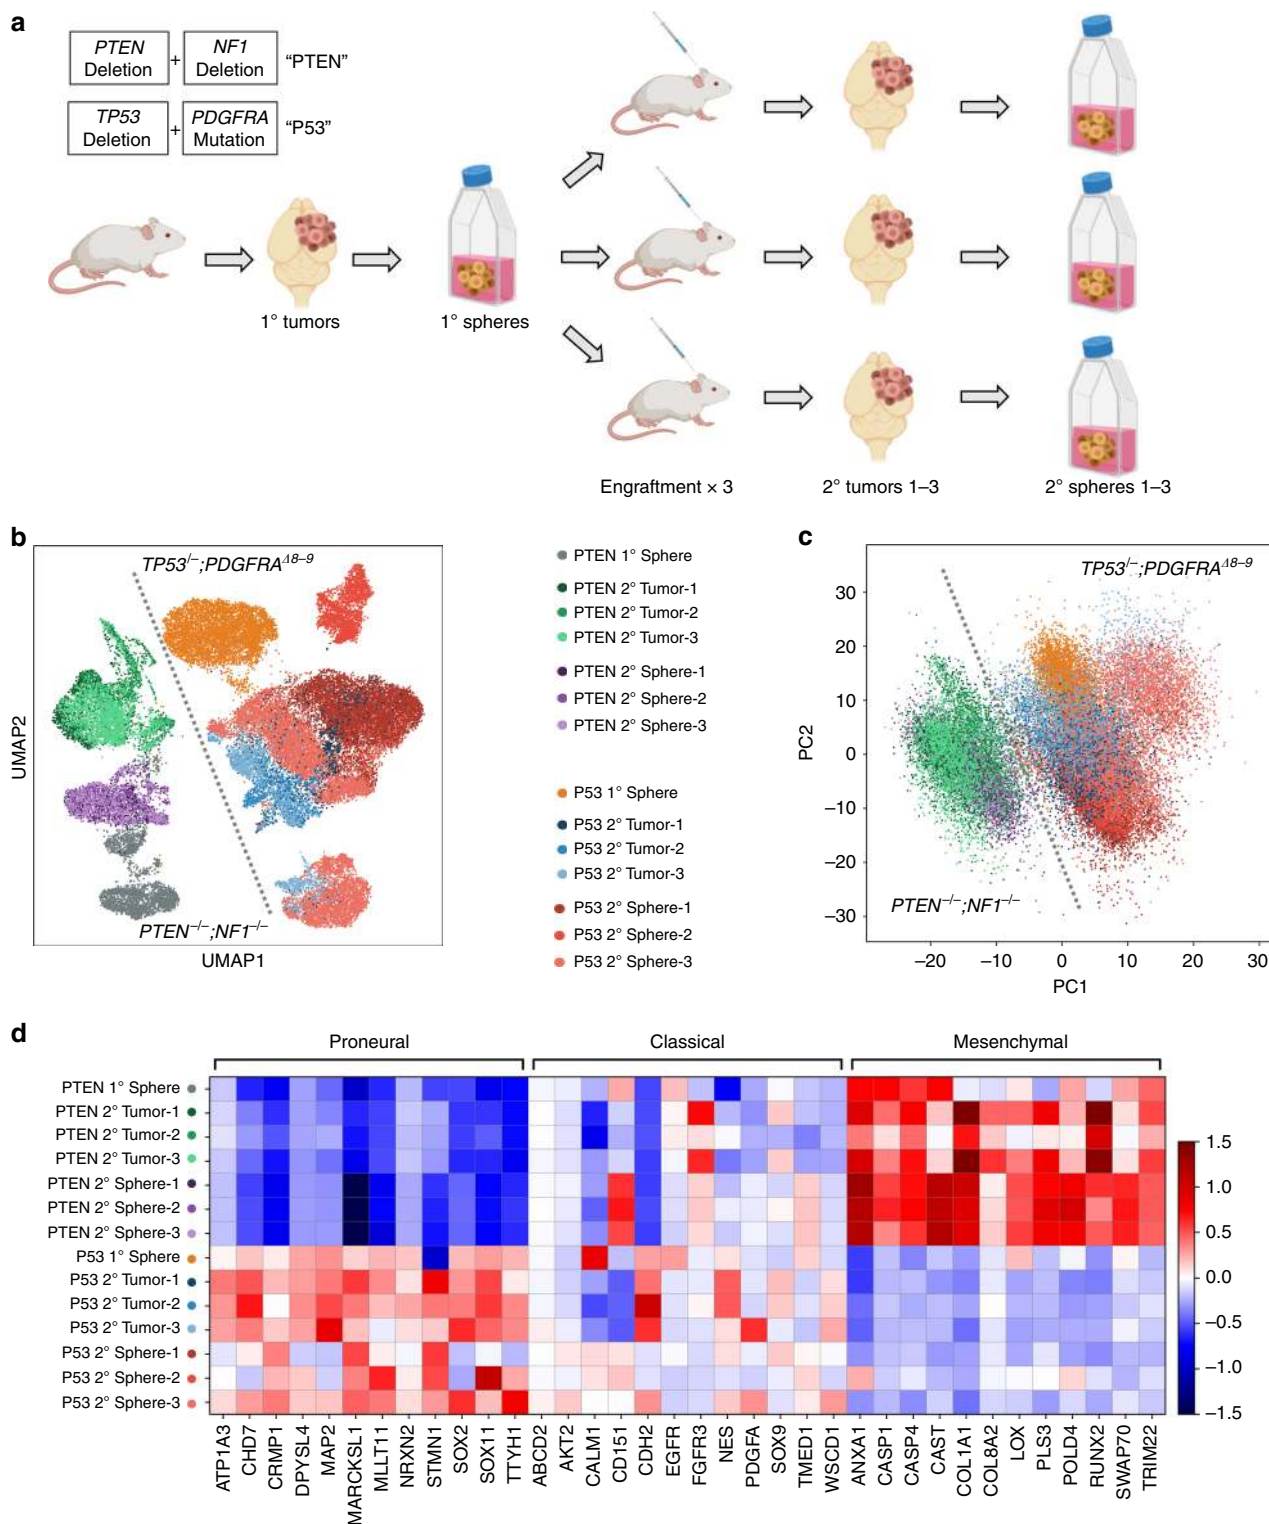 a
PTEN Deletion + NF1 Deletion "PTEN"
TP53 Deletion + PDGFRA Mutation "P53"
1° tumors
1° spheres
Engraftment × 3
2° tumors 1–3
2° spheres 1–3
b
TP53/–;PDGFRAΔ8–9
PTEN–/–;NF1–/–
UMAP2
UMAP1
PTEN 1° Sphere
PTEN 2° Tumor-1
PTEN 2° Tumor-2
PTEN 2° Tumor-3
PTEN 2° Sphere-1
PTEN 2° Sphere-2
PTEN 2° Sphere-3
P53 1° Sphere
P53 2° Tumor-1
P53 2° Tumor-2
P53 2° Tumor-3
P53 2° Sphere-1
P53 2° Sphere-2
P53 2° Sphere-3
c
TP53/–;PDGFRAΔ8–9
PTEN–/–;NF1–/–
PC2
30
20
10
0
–10
–20
–30
–20 –10 0 10 20 30
PC1
d
Proneural Classical Mesenchymal
PTEN 1° Sphere
PTEN 2° Tumor-1
PTEN 2° Tumor-2
PTEN 2° Tumor-3
PTEN 2° Sphere-1
PTEN 2° Sphere-2
PTEN 2° Sphere-3
P53 1° Sphere
P53 2° Tumor-1
P53 2° Tumor-2
P53 2° Tumor-3
P53 2° Sphere-1
P53 2° Sphere-2
P53 2° Sphere-3
1.5
1.0
0.5
0.0
–0.5
–1.0
–1.5
ATP1A3
CHD7
CRMP1
DPYSL4
MAP2
MARCKSL1
MLLT11
NRXN2
STMN1
SOX2
SOX11
TTYH1
ABCD2
AKT2
CALM1
CD151
CDH2
EGFR
FGFR3
NES
PDGFA
SOX9
TMED1
WSCD1
ANXA1
CASP1
CASP4
CAST
COL1A1
COL8A2
LOX
PLS3
POLD4
RUNX2
SWAP70
TRIM22